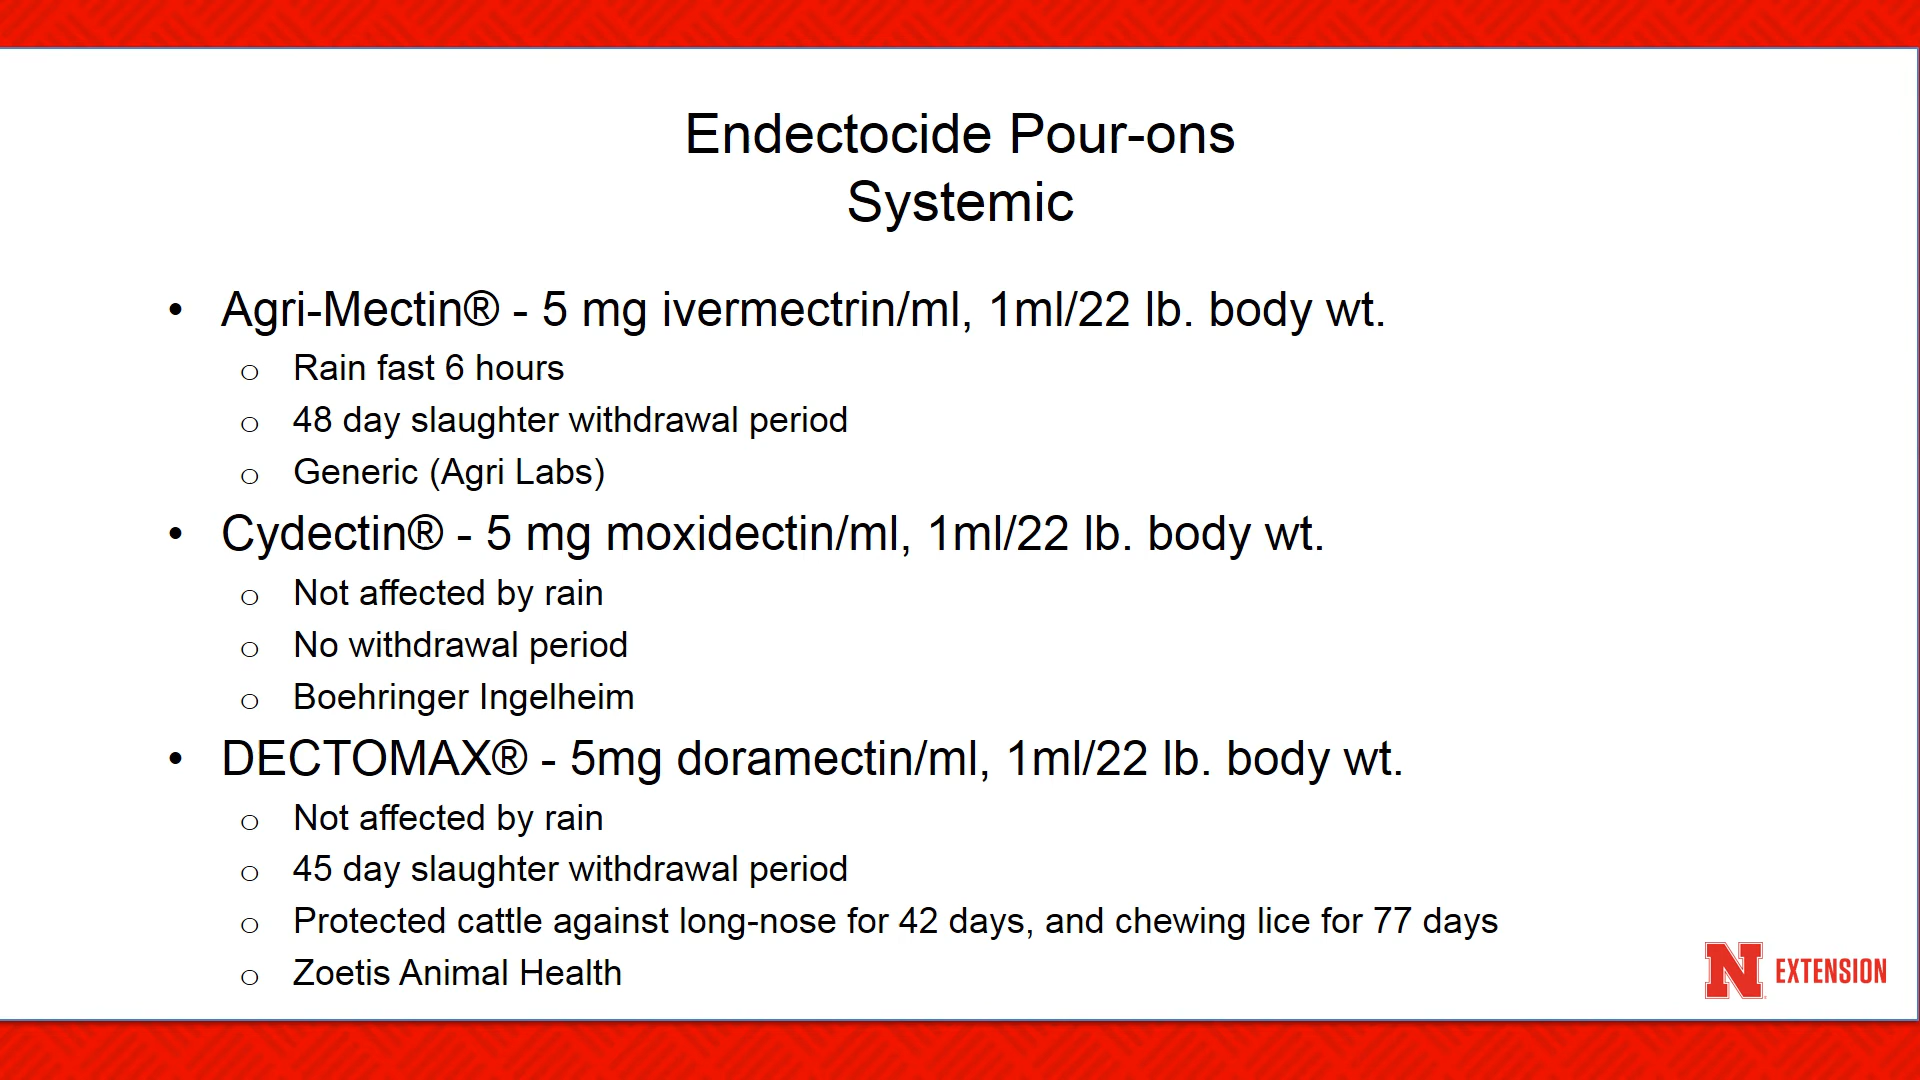 Endectocide Pour-ons
Systemic
• Agri-Mectin® - 5 mg ivermectrin/ml, 1ml/22 lb. body wt.
o Rain fast 6 hours
o 48 day slaughter withdrawal period
o Generic (Agri Labs)
• Cydectin® - 5 mg moxidectin/ml, 1ml/22 lb. body wt.
o Not affected by rain
o No withdrawal period
o Boehringer Ingelheim
• DECTOMAX® - 5mg doramectin/ml, 1ml/22 lb. body wt.
o Not affected by rain
o 45 day slaughter withdrawal period
o Protected cattle against long-nose for 42 days, and chewing lice for 77 days
o Zoetis Animal Health
N EXTENSION